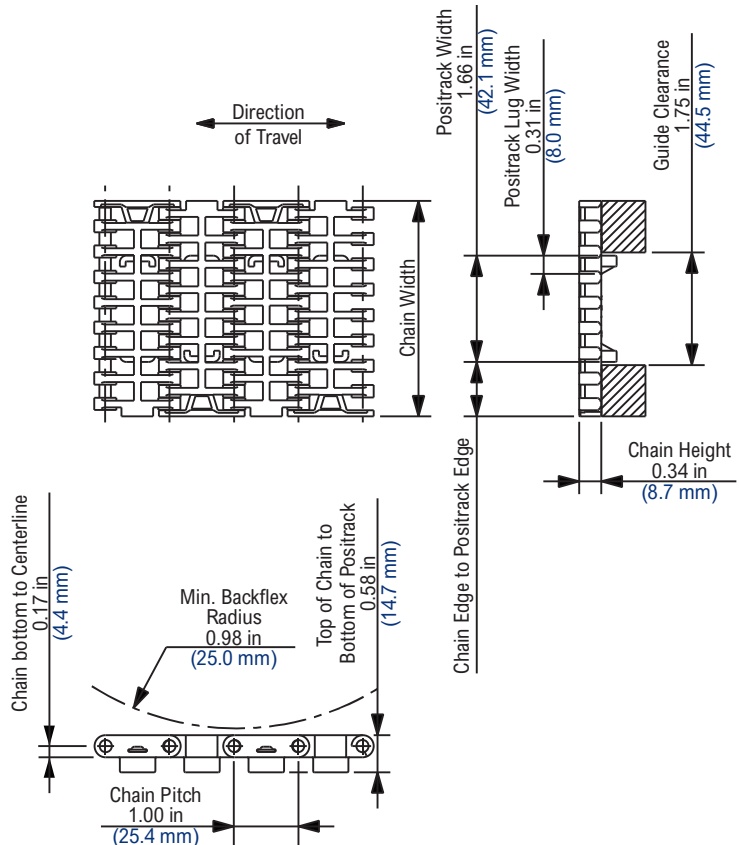 Direction
of Travel
Positrack Width
1.66 in
(42.1 mm)
Positrack Lug Width
0.31 in
(8.0 mm)
Guide Clearance
1.75 in
(44.5 mm)
Chain Width
Chain Edge to Positrack Edge
Chain Height
0.34 in
(8.7 mm)
Chain bottom to Centerline
0.17 in
(4.4 mm)
Min. Backflex
Radius
0.98 in
(25.0 mm)
Top of Chain to
Bottom of Positrack
0.58 in
(14.7 mm)
Chain Pitch
1.00 in
(25.4 mm)